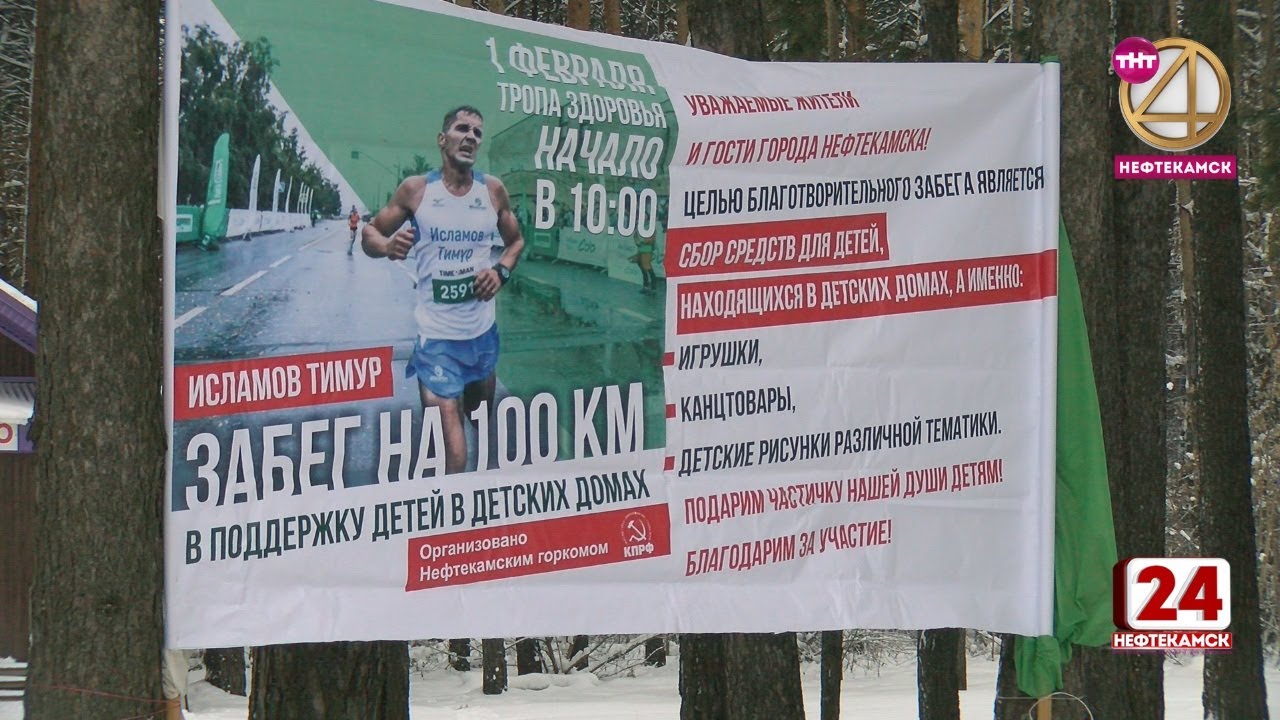 1 ФЕВРАЛЯ
ТРОПА ЗДОРОВЬЯ
НАЧАЛО
В 10:00
Исламов
Тимур
TIMERMAN
2591
ИСЛАМОВ ТИМУР
ЗАБЕГ НА 100 КМ
В ПОДДЕРЖКУ ДЕТЕЙ В ДЕТСКИХ ДОМАХ
Организовано
Нефтекамским горкомом
КПРФ
УВАЖАЕМЫЕ ЖИТЕЛИ
И ГОСТИ ГОРОДА НЕФТЕКАМСКА!
ЦЕЛЬЮ БЛАГОТВОРИТЕЛЬНОГО ЗАБЕГА ЯВЛЯЕТСЯ
СБОР СРЕДСТВ ДЛЯ ДЕТЕЙ,
НАХОДЯЩИХСЯ В ДЕТСКИХ ДОМАХ, А ИМЕННО:
ИГРУШКИ,
КАНЦТОВАРЫ,
ДЕТСКИЕ РИСУНКИ РАЗЛИЧНОЙ ТЕМАТИКИ.
ПОДАРИМ ЧАСТИЧКУ НАШЕЙ ДУШИ ДЕТЯМ!
БЛАГОДАРИМ ЗА УЧАСТИЕ!
ТНТ
4
НЕФТЕКАМСК
24
НЕФТЕКАМСК